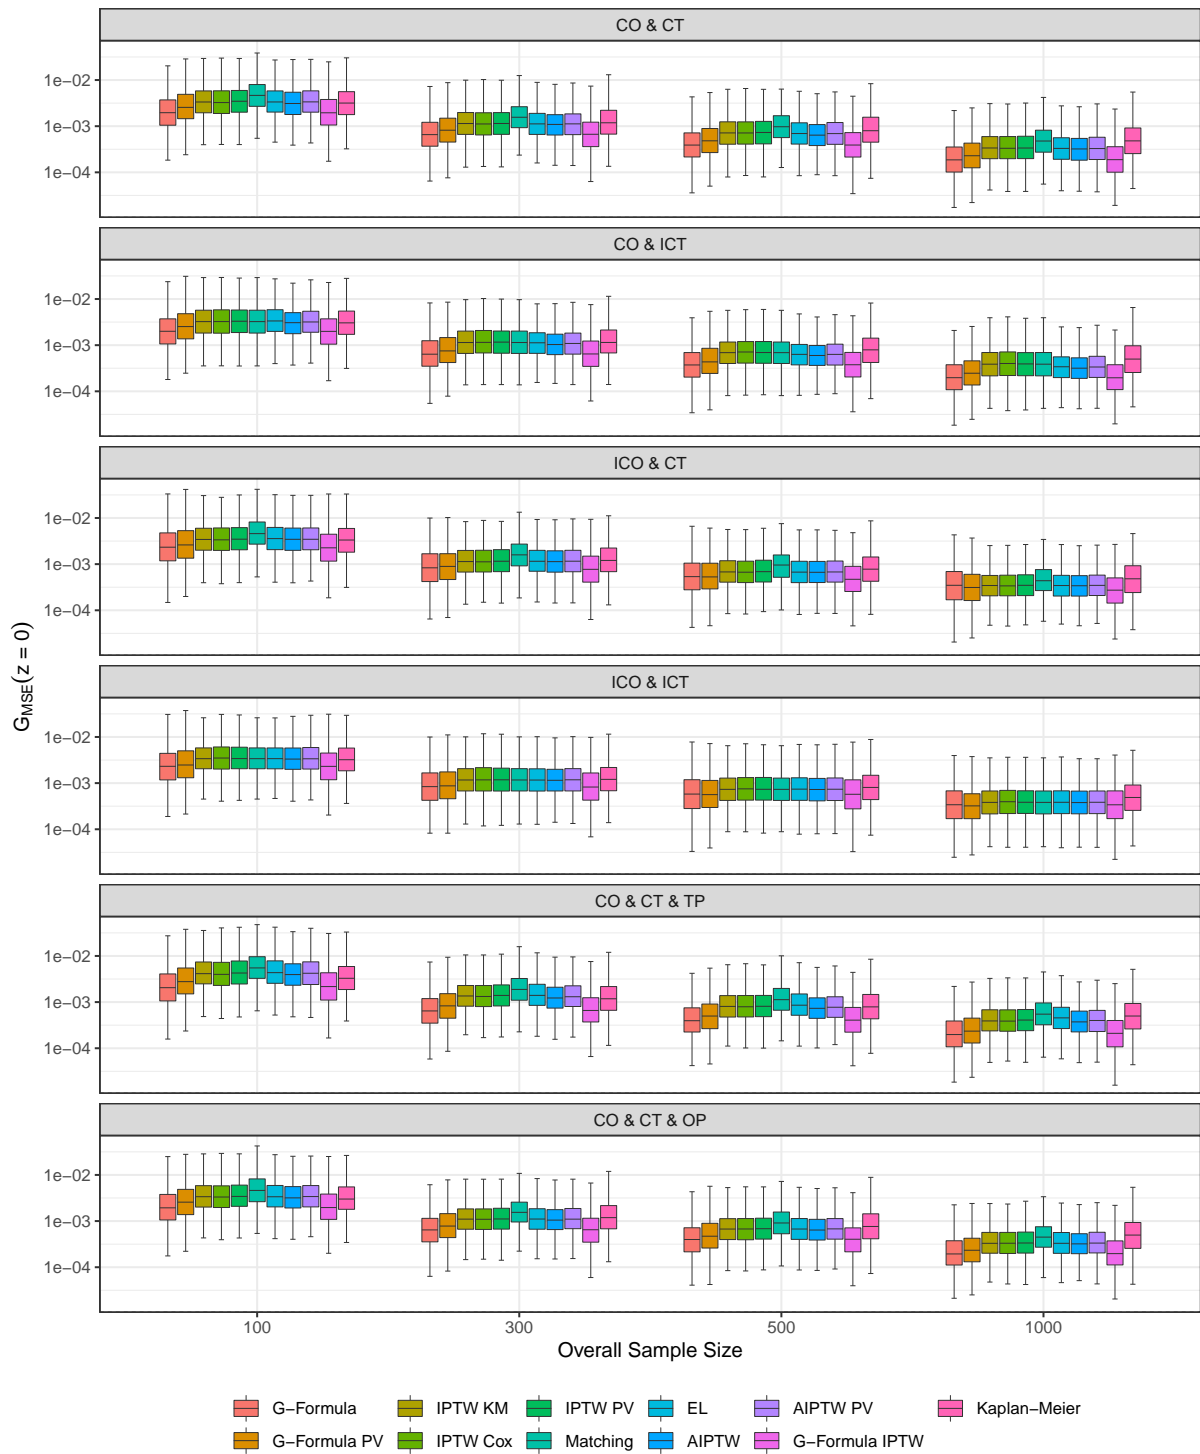 CO & CT
1e−02
1e−03
1e−04
CO & ICT
1e−02
1e−03
1e−04
ICO & CT
1e−02
1e−03
1e−04
ICO & ICT
1e−02
1e−03
1e−04
CO & CT & TP
1e−02
1e−03
1e−04
CO & CT & OP
1e−02
1e−03
1e−04
G_MSE(z = 0)
100 300 500 1000
Overall Sample Size
G−Formula IPTW KM IPTW PV EL AIPTW PV Kaplan−Meier
G−Formula PV IPTW Cox Matching AIPTW G−Formula IPTW